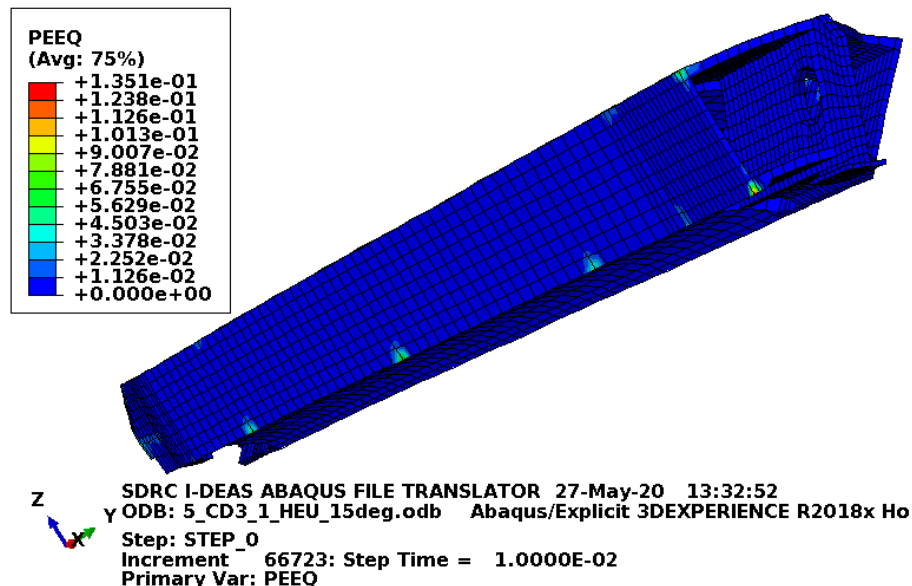 PEEQ
(Avg: 75%)
+1.351e-01
+1.238e-01
+1.126e-01
+1.013e-01
+9.007e-02
+7.881e-02
+6.755e-02
+5.629e-02
+4.503e-02
+3.378e-02
+2.252e-02
+1.126e-02
+0.000e+00
SDRC I-DEAS ABAQUS FILE TRANSLATOR 27-May-20 13:32:52
ODB: 5_CD3_1_HEU_15deg.odb Abaqus/Explicit 3DEXPERIENCE R2018x Ho
Step: STEP_0
Increment 66723: Step Time = 1.0000E-02
Primary Var: PEEQ
Z
Y
X